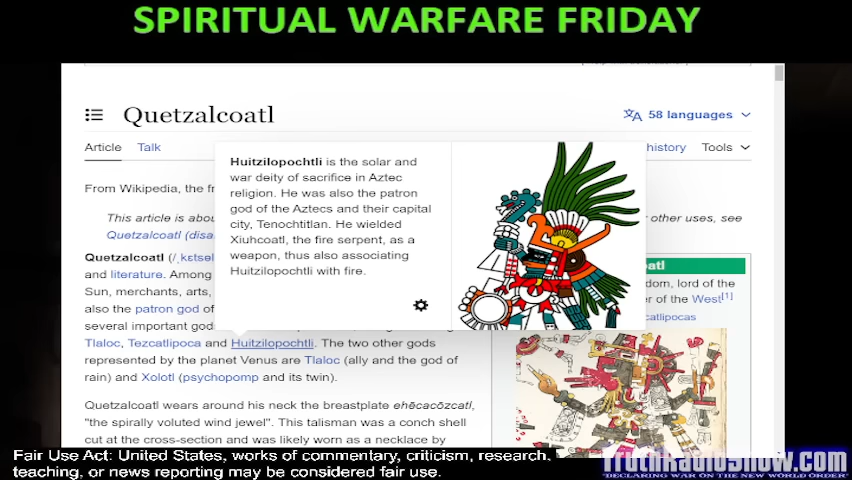 SPIRITUAL WARFARE FRIDAY
Quetzalcoatl
58 languages
Article Talk
history Tools
From Wikipedia, the fr
This article is abou
other uses, see
Quetzalcoatl (disa
Huitzilopochtli is the solar and
war deity of sacrifice in Aztec
religion. He was also the patron
god of the Aztecs and their capital
city, Tenochtitlan. He wielded
Xiuhcoatl, the fire serpent, as a
weapon, thus also associating
Huitzilopochtli with fire.
Quetzalcoatl (/ˌkɛtsəl
and literature. Among
Sun, merchants, arts,
also the patron god of
several important gods
Tlaloc, Tezcatlipoca and Huitzilopochtli. The two other gods
represented by the planet Venus are Tlaloc (ally and the god of
rain) and Xolotl (psychopomp and its twin).
Quetzalcoatl wears around his neck the breastplate ehēcacōzcatl,
"the spirally voluted wind jewel". This talisman was a conch shell
cut at the cross-section and was likely worn as a necklace by
atl
dom, lord of the
er of the West[1]
catlipocas
Fair Use Act: United States, works of commentary, criticism, research,
teaching, or news reporting may be considered fair use.
TruthRadioShow.com
"DECLARING WAR ON THE NEW WORLD ORDER"